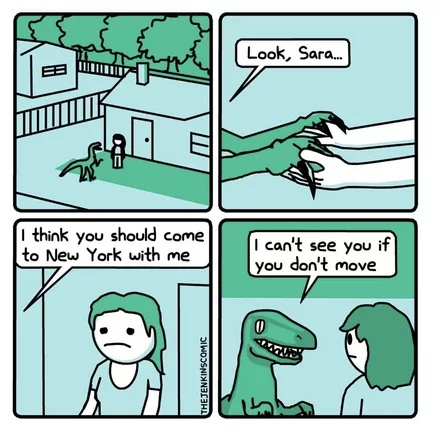 Look, Sara...
I think you should come
to New York with me
THEJENKINSCOMIC
I can't see you if
you don't move